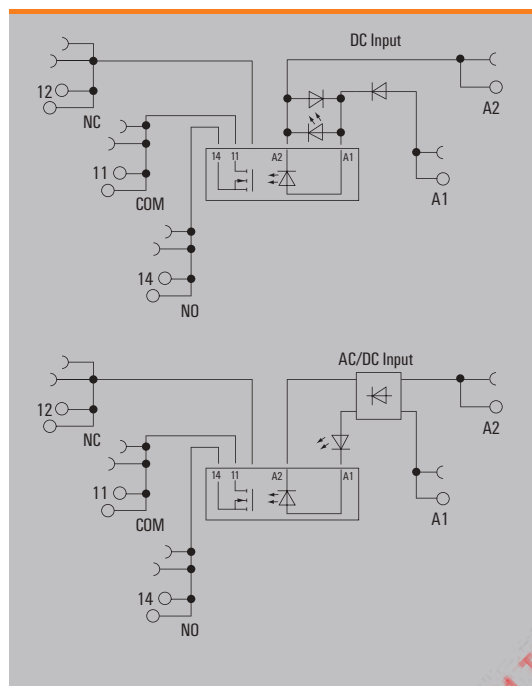 DC Input
12
NC
A2
14 11 A2 A1
11
COM
A1
14
NO
AC/DC Input
12
NC
A2
14 11 A2 A1
11
COM
A1
14
NO